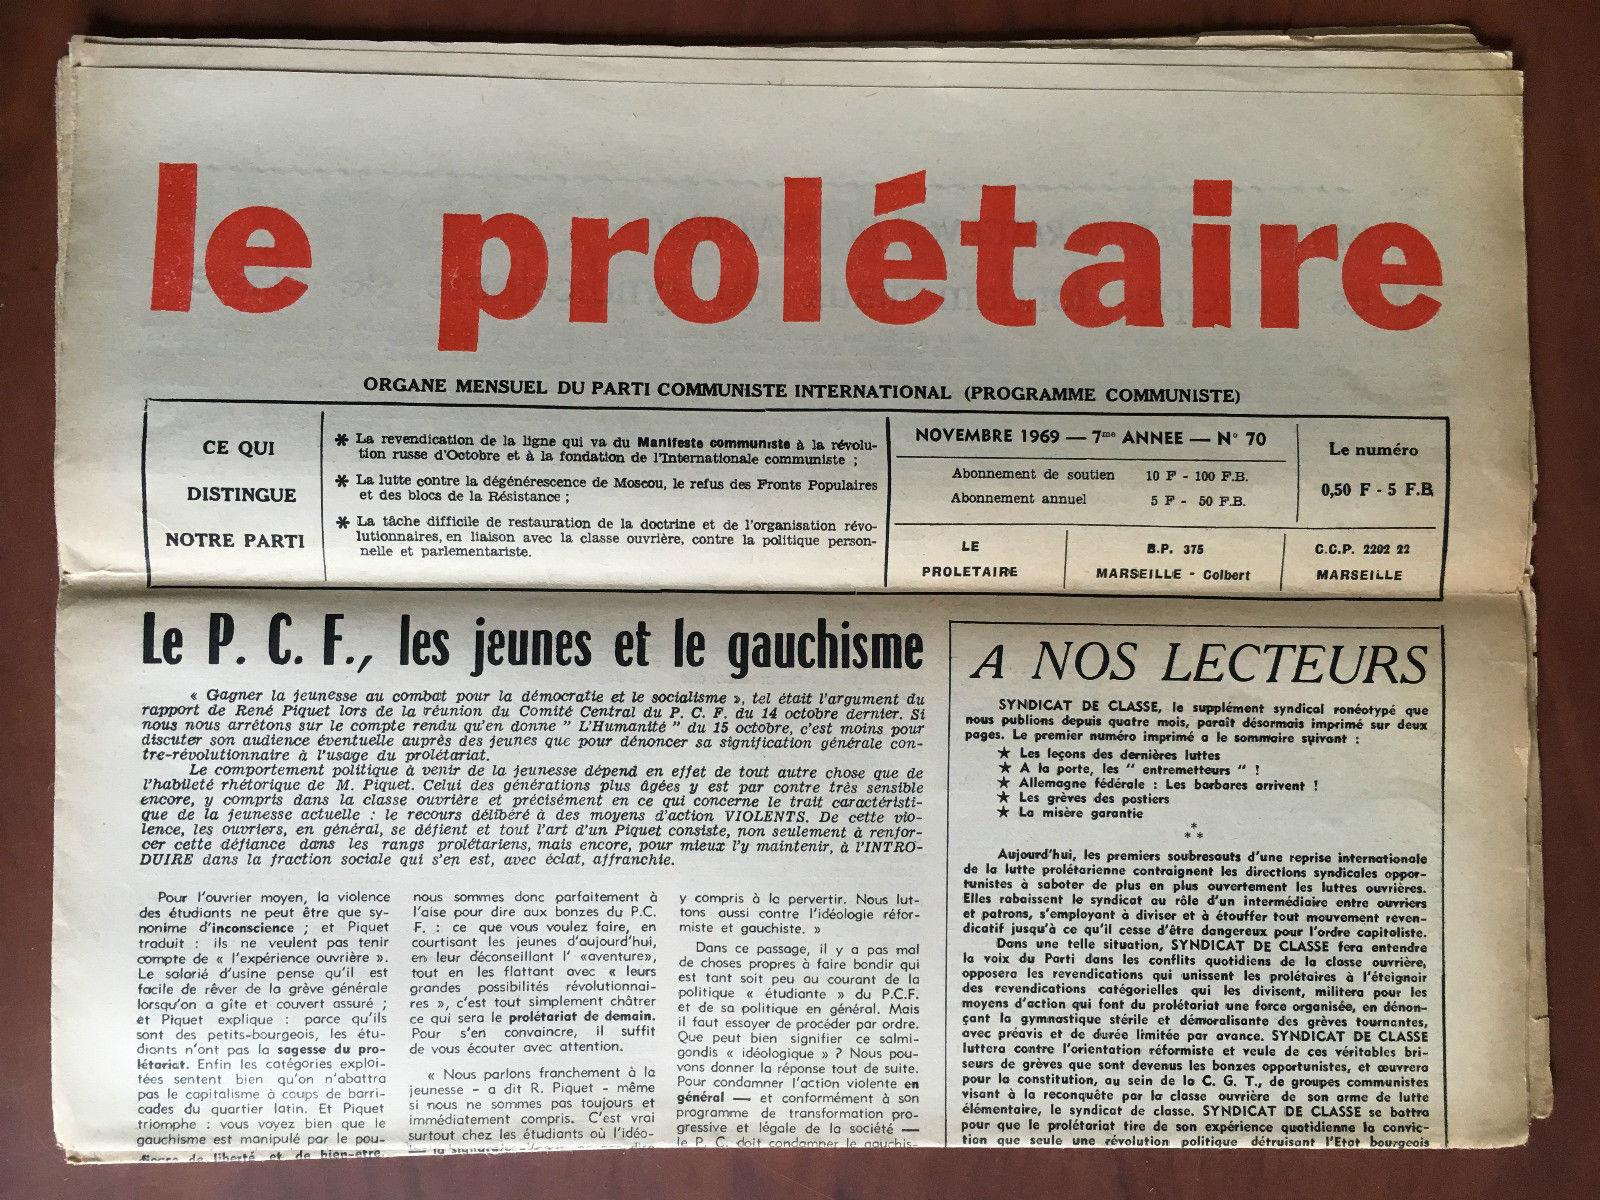 le prolétaire
ORGANE MENSUEL DU PARTI COMMUNISTE INTERNATIONAL (PROGRAMME COMMUNISTE)
CE QUI
DISTINGUE
NOTRE PARTI
* La revendication de la ligne qui va du Manifeste communiste à la révolu-
tion russe d'Octobre et à la fondation de l'Internationale communiste ;
* La lutte contre la dégénérescence de Moscou, le refus des Fronts Populaires
et des blocs de la Résistance ;
* La tâche difficile de restauration de la doctrine et de l'organisation révo-
lutionnaires, en liaison avec la classe ouvrière, contre la politique person-
nelle et parlementariste.
NOVEMBRE 1969 — 7me ANNEE — N° 70
Abonnement de soutien 10 F - 100 F.B.
Abonnement annuel 5 F - 50 F.B.
Le numéro
0,50 F - 5 F.B
LE
PROLETAIRE
B.P. 375
MARSEILLE - Colbert
C.C.P. 2202 22
MARSEILLE
Le P. C. F., les jeunes et le gauchisme
« Gagner la jeunesse au combat pour la démocratie et le socialisme », tel était l'argument du
rapport de René Piquet lors de la réunion du Comité Central du P. C. F. du 14 octobre dernier. Si
nous nous arrêtons sur le compte rendu qu'en donne " L'Humanité " du 15 octobre, c'est moins pour
discuter son audience éventuelle auprès des jeunes que pour dénoncer sa signification générale con-
tre-révolutionnaire à l'usage du prolétariat.
Le comportement politique à venir de la jeunesse dépend en effet de tout autre chose que de
l'habileté rhétorique de M. Piquet. Celui des générations plus âgées y est par contre très sensible
encore, y compris dans la classe ouvrière et précisément en ce qui concerne le trait caractéristi-
que de la jeunesse actuelle : le recours délibéré à des moyens d'action VIOLENTS. De cette vio-
lence, les ouvriers, en général, se défient et tout l'art d'un Piquet consiste, non seulement à renfor-
cer cette défiance dans les rangs prolétariens, mais encore, pour mieux l'y maintenir, à l'INTRO-
DUIRE dans la fraction sociale qui s'en est, avec éclat, affranchie.
Pour l'ouvrier moyen, la violence
des étudiants ne peut être que sy-
nonime d'inconscience ; et Piquet
traduit : ils ne veulent pas tenir
compte de « l'expérience ouvrière ».
Le salarié d'usine pense qu'il est
facile de rêver de la grève générale
lorsqu'on a gîte et couvert assuré ;
et Piquet explique : parce qu'ils
sont des petits-bourgeois, les étu-
diants n'ont pas la sagesse du pro-
létariat. Enfin les catégories exploi-
tées sentent bien qu'on n'abattra
pas le capitalisme à coups de barri-
cades du quartier latin. Et Piquet
triomphe : vous voyez bien que le
gauchisme est manipulé par le pou-
de liberté et de bien-être.
nous sommes donc parfaitement à
l'aise pour dire aux bonzes du P.C.
F. : ce que vous voulez faire, en
courtisant les jeunes d'aujourd'hui,
en leur déconseillant l' «aventure»,
tout en les flattant avec « leurs
grandes possibilités révolutionnai-
res », c'est tout simplement châtrer
ce qui sera le prolétariat de demain.
Pour s'en convaincre, il suffit
de vous écouter avec attention.
« Nous parlons franchement à la
jeunesse - a dit R. Piquet - même
si nous ne sommes pas toujours et
immédiatement compris. C'est vrai
surtout chez les étudiants où l'idéo-
y compris à la pervertir. Nous lut-
tons aussi contre l'idéologie réfor-
miste et gauchiste. »
Dans ce passage, il y a pas mal
de choses propres à faire bondir qui
est tant soit peu au courant de la
politique « étudiante » du P.C.F
et de sa politique en général. Mais
il faut essayer de procéder par ordre.
Que peut bien signifier ce salmi-
gondis « idéologique » ? Nous pou-
vons donner la réponse tout de suite.
Pour condamner l'action violente en
général — et conformément à son
programme de transformation pro-
gressive et légale de la société —
le P. C. doit condamner le gauchis-
A NOS LECTEURS
SYNDICAT DE CLASSE, le supplément syndical ronéotypé que
nous publions depuis quatre mois, paraît désormais imprimé sur deux
pages. Le premier numéro imprimé a le sommaire suivant :
★ Les leçons des dernières luttes
★ A la porte, les " entremetteurs " !
★ Allemagne fédérale : Les barbares arrivent !
★ Les grèves des postiers
★ La misère garantie
*
* *
Aujourd'hui, les premiers soubresauts d'une reprise internationale
de la lutte prolétarienne contraignent les directions syndicales oppor-
tunistes à saboter de plus en plus ouvertement les luttes ouvrières.
Elles rabaissent le syndicat au rôle d'un intermédiaire entre ouvriers
et patrons, s'employant à diviser et à étouffer tout mouvement reven-
dicatif jusqu'à ce qu'il cesse d'être dangereux pour l'ordre capitaliste.
Dans une telle situation, SYNDICAT DE CLASSE fera entendre
la voix du Parti dans les conflits quotidiens de la classe ouvrière,
opposera les revendications qui unissent les prolétaires à l'éteignoir
des revendications catégorielles qui les divisent, militera pour les
moyens d'action qui font du prolétariat une force organisée, en dénon-
çant la gymnastique stérile et démoralisante des grèves tournantes,
avec préavis et de durée limitée par avance. SYNDICAT DE CLASSE
luttera contre l'orientation réformiste et veule de ces véritables bri-
seurs de grèves que sont devenus les bonzes opportunistes, et œuvrera
pour la constitution, au sein de la C. G. T., de groupes communistes
visant à la reconquête par la classe ouvrière de son arme de lutte
élémentaire, le syndicat de classe. SYNDICAT DE CLASSE se battra
pour que le prolétariat tire de son expérience quotidienne la convic-
tion que seule une révolution politique détruisant l'Etat bourgeois